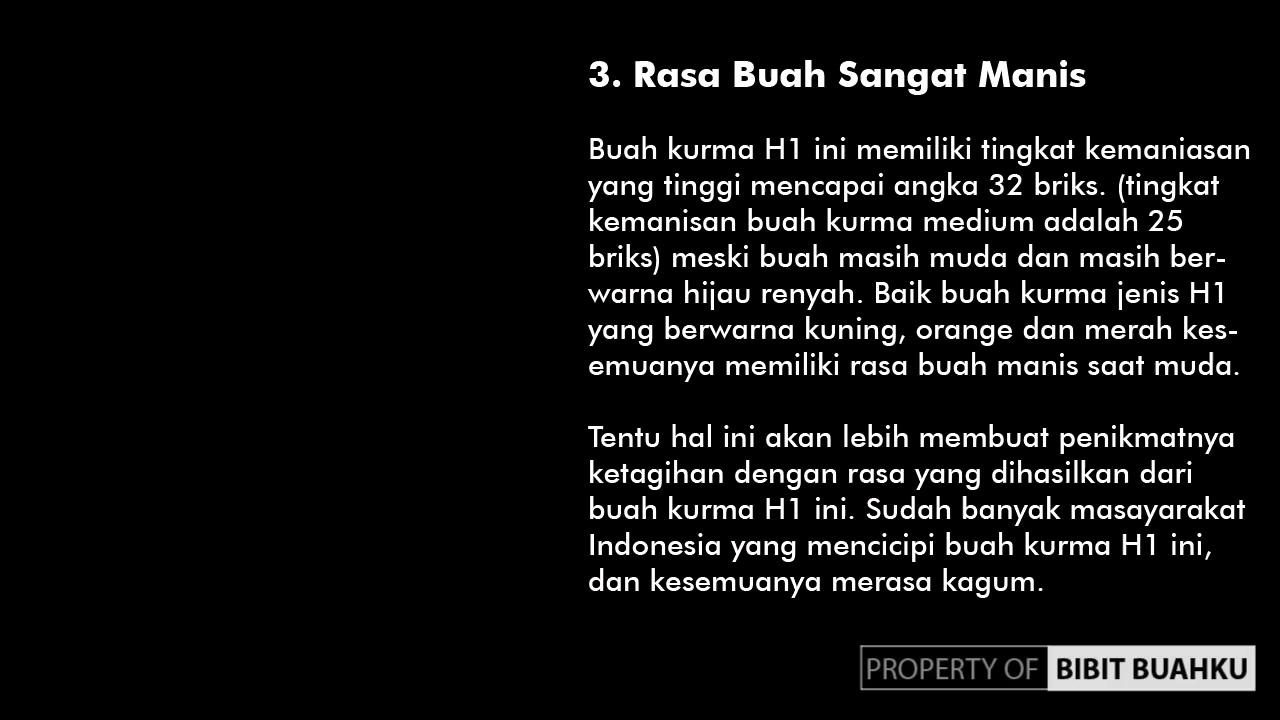 3. Rasa Buah Sangat Manis
Buah kurma H1 ini memiliki tingkat kemaniasan
yang tinggi mencapai angka 32 briks. (tingkat
kemanisan buah kurma medium adalah 25
briks) meski buah masih muda dan masih ber-
warna hijau renyah. Baik buah kurma jenis H1
yang berwarna kuning, orange dan merah kes-
emuanya memiliki rasa buah manis saat muda.
Tentu hal ini akan lebih membuat penikmatnya
ketagihan dengan rasa yang dihasilkan dari
buah kurma H1 ini. Sudah banyak masayarakat
Indonesia yang mencicipi buah kurma H1 ini,
dan kesemuanya merasa kagum.
PROPERTY OF BIBIT BUAHKU